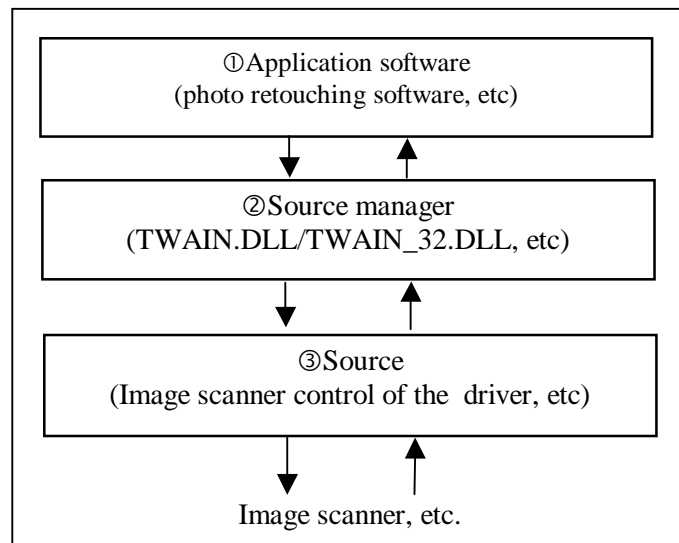 ①Application software
(photo retouching software, etc)
②Source manager
(TWAIN.DLL/TWAIN_32.DLL, etc)
③Source
(Image scanner control of the driver, etc)
Image scanner, etc.